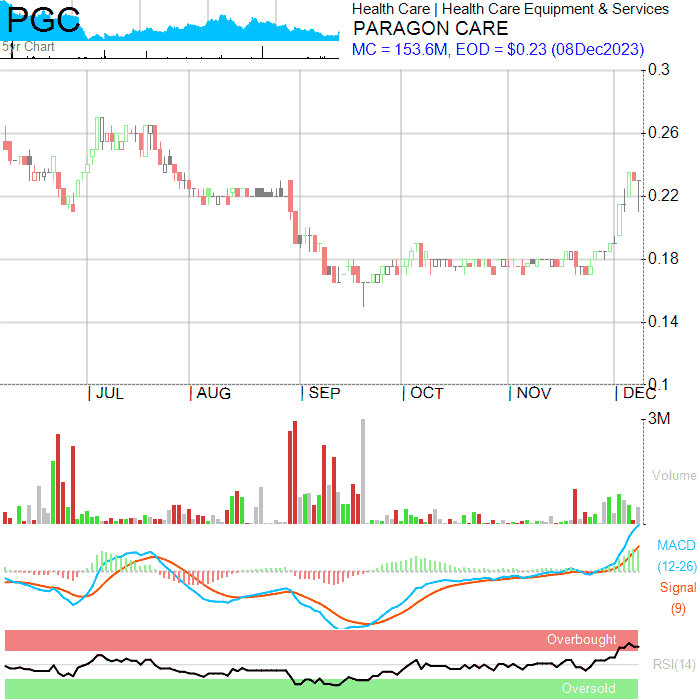 PGC
5yr Chart
Health Care | Health Care Equipment & Services
PARAGON CARE
MC = 153.6M, EOD = $0.23 (08Dec2023)
0.3
0.26
0.22
0.18
0.14
0.1
JUL AUG SEP OCT NOV DEC
3M
Volume
MACD
(12-26)
Signal
(9)
Overbought
RSI(14)
Oversold